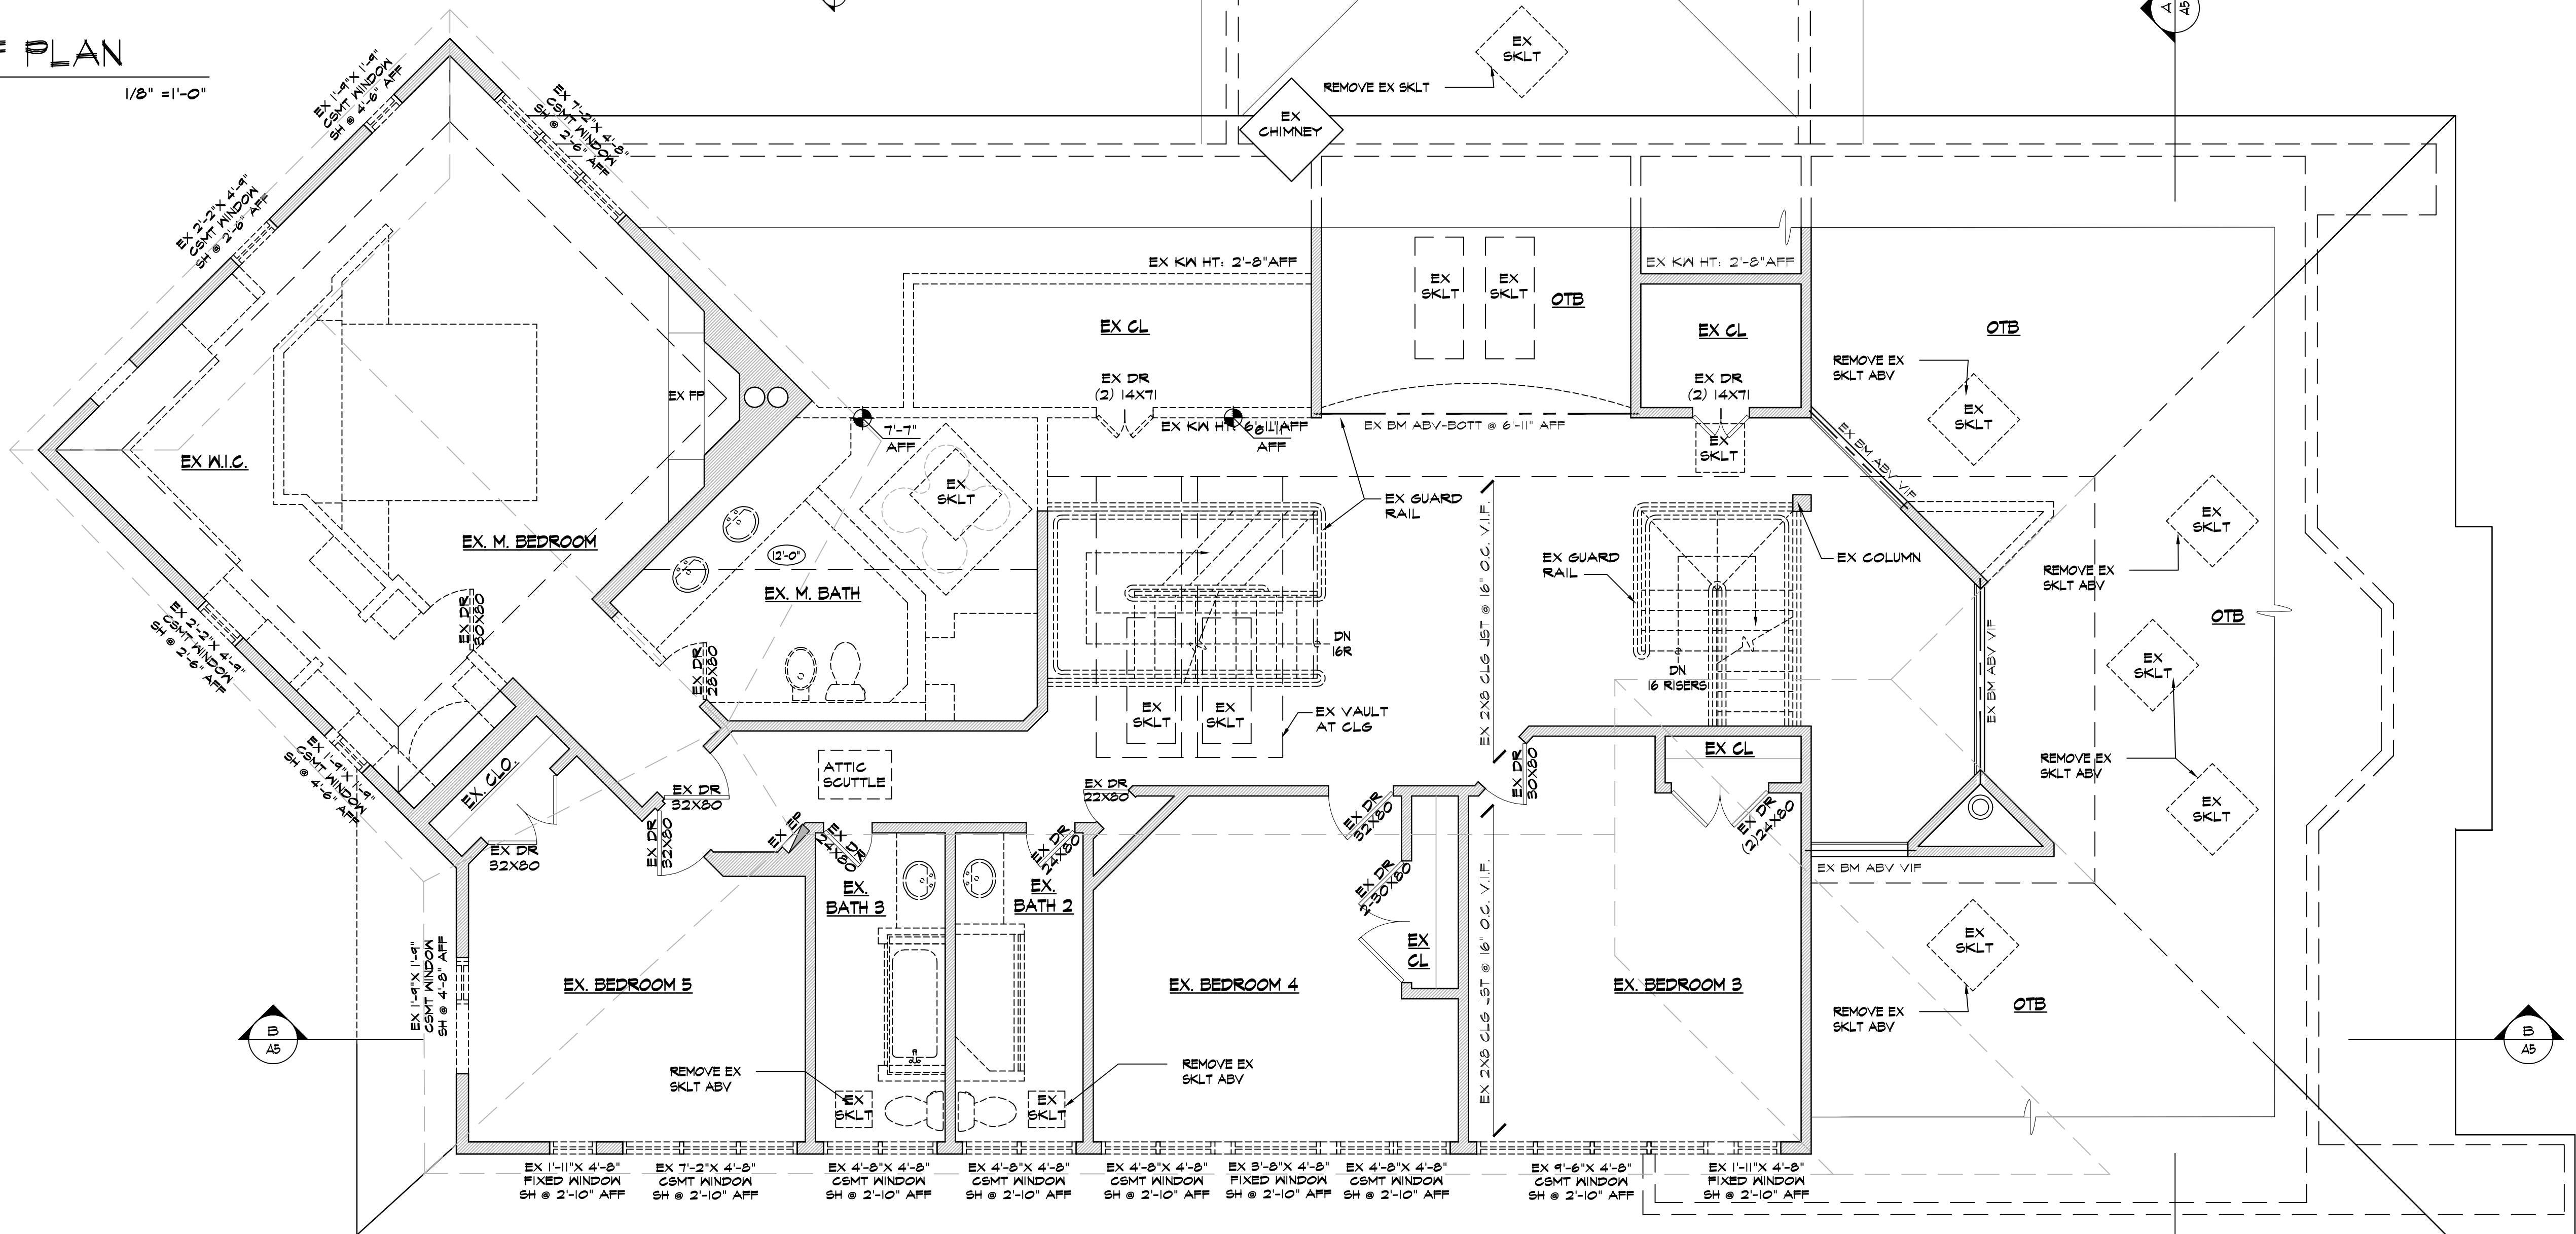 PLAN
1/8" =1'-0"
A
A5
EX
SKLT
REMOVE EX SKLT
EX
CHIMNEY
EX 1'-9"X 1'-9"
CSMT WINDOW
SH @ 4'-6" AFF
EX 7'-2"X 4'-8"
CSMT WINDOW
SH @ 2'-6" AFF
EX 2'-2"X 4'-9"
CSMT WINDOW
SH @ 2'-6" AFF
EX KW HT: 2'-8"AFF
EX
SKLT
EX
SKLT
OTB
EX KW HT: 2'-8"AFF
EX CL
EX CL
OTB
EX DR
(2) 14X71
EX DR
(2) 14X71
REMOVE EX
SKLT ABV
EX
SKLT
EX FP
7'-7"
AFF
EX KW HT: 6'-11"AFF
AFF
EX BM ABV-BOTT @ 6'-11" AFF
EX
SKLT
EX BM ABV VIF
EX W.I.C.
EX
SKLT
EX GUARD
RAIL
EX 2X8 CLG JST @ 16" O.C. V.I.F.
EX. M. BEDROOM
12'-0"
EX GUARD
RAIL
EX COLUMN
EX
SKLT
REMOVE EX
SKLT ABV
EX. M. BATH
EX DR
30X80
EX DR
28X80
DN
16R
DN
16 RISERS
EX BM ABV VIF
OTB
EX
SKLT
EX 2'-2"X 4'-9"
CSMT WINDOW
SH @ 2'-6" AFF
EX
SKLT
EX
SKLT
EX VAULT
AT CLG
EX 1'-9"X 1'-9"
CSMT WINDOW
SH @ 4'-6" AFF
EX. CLO.
ATTIC
SCUTTLE
EX CL
REMOVE EX
SKLT ABV
EX
SKLT
EX DR
32X80
EX DR
32X80
EX DR
32X80
EX EP
EX DR
24X80
EX DR
24X80
EX DR
22X80
EX DR
32X80
EX DR
30X80
EX DR
(2)24X80
EX DR
2-30X80
EX BM ABV VIF
EX.
BATH 3
EX.
BATH 2
EX
CL
EX 2X8 CLG JST @ 16" O.C. V.I.F.
EX
SKLT
EX 1'-9"X 1'-9"
CSMT WINDOW
SH @ 4'-8" AFF
EX. BEDROOM 5
EX. BEDROOM 4
EX. BEDROOM 3
OTB
REMOVE EX
SKLT ABV
B
A5
B
A5
REMOVE EX
SKLT ABV
REMOVE EX
SKLT ABV
EX
SKLT
EX
SKLT
EX 1'-11"X 4'-8"
FIXED WINDOW
SH @ 2'-10" AFF
EX 7'-2"X 4'-8"
CSMT WINDOW
SH @ 2'-10" AFF
EX 4'-8"X 4'-8"
CSMT WINDOW
SH @ 2'-10" AFF
EX 4'-8"X 4'-8"
CSMT WINDOW
SH @ 2'-10" AFF
EX 4'-8"X 4'-8"
CSMT WINDOW
SH @ 2'-10" AFF
EX 3'-8"X 4'-8"
FIXED WINDOW
SH @ 2'-10" AFF
EX 4'-8"X 4'-8"
CSMT WINDOW
SH @ 2'-10" AFF
EX 9'-6"X 4'-8"
CSMT WINDOW
SH @ 2'-10" AFF
EX 1'-11"X 4'-8"
FIXED WINDOW
SH @ 2'-10" AFF